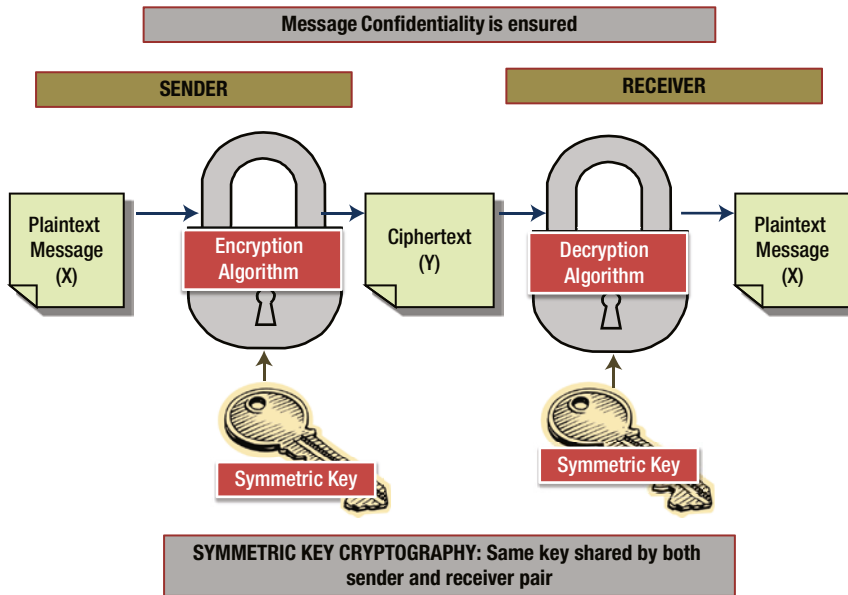 Message Confidentiality is ensured
SENDER
RECEIVER
Plaintext
Message
(X)
Encryption
Algorithm
Ciphertext
(Y)
Decryption
Algorithm
Plaintext
Message
(X)
Symmetric Key
Symmetric Key
SYMMETRIC KEY CRYPTOGRAPHY: Same key shared by both
sender and receiver pair